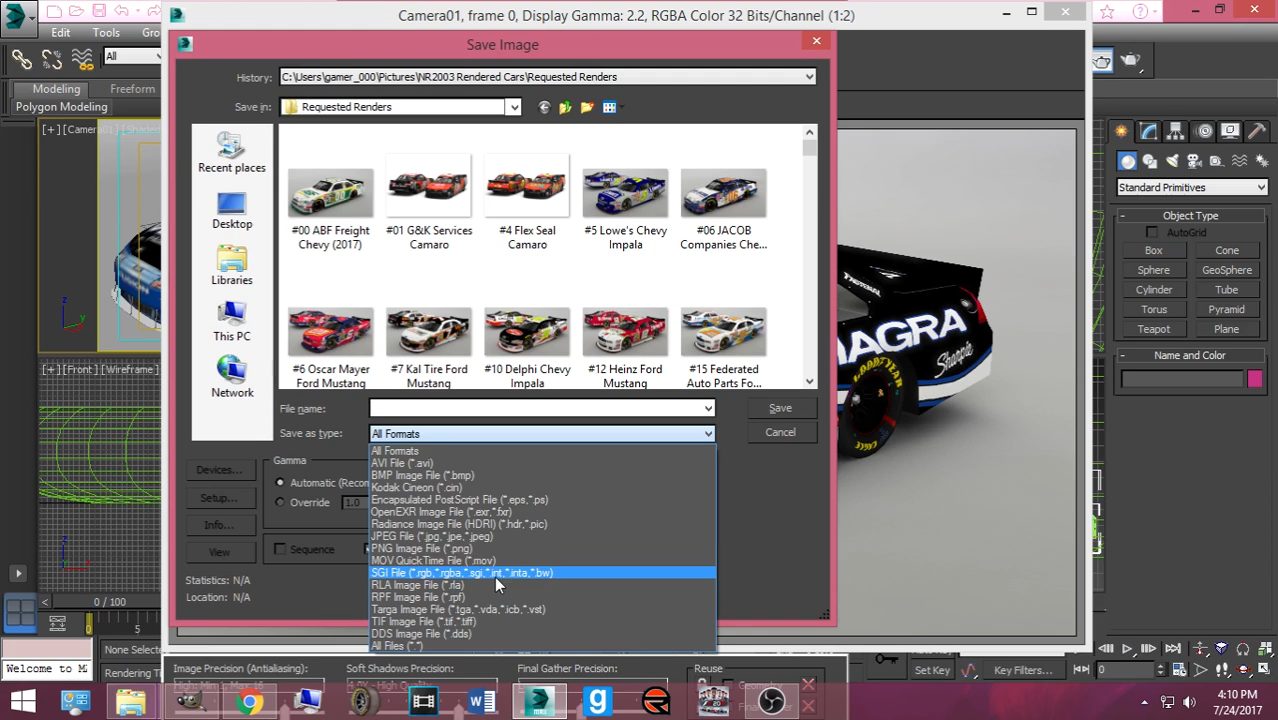 Camera01, frame 0, Display Gamma: 2.2, RGBA Color 32 Bits/Channel (1:2)
Edit Tools
Save Image
All
History: C:\Users\gamer_000\Pictures\NR2003 Rendered Cars\Requested Renders
Save in: Requested Renders
Modeling Freeform
Polygon Modeling
[+] [Camera01]
Recent places
Desktop
Libraries
This PC
Network
#00 ABF Freight Chevy (2017)
#01 G&K Services Camaro
#4 Flex Seal Camaro
#5 Lowe's Chevy Impala
#06 JACOB Companies Che...
#6 Oscar Mayer Ford Mustang
#7 Kal Tire Ford Mustang
#10 Delphi Chevy Impala
#12 Heinz Ford Mustang
#15 Federated Auto Parts Fo...
[+] [Front] [Wireframe]
File name: Save
Save as type: All Formats Cancel
All Formats
AVI File (*.avi)
BMP Image File (*.bmp)
Kodak Cineon (*.cin)
Encapsulated PostScript File (*.eps,*.ps)
OpenEXR Image File (*.exr,*.fxr)
Radiance Image File (HDRI) (*.hdr,*.pic)
JPEG File (*.jpg,*.jpe,*.jpeg)
PNG Image File (*.png)
MOV QuickTime File (*.mov)
SGI File (*.rgb,*.rgba,*.sgi,*.int,*.inta,*.bw)
RLA Image File (*.rla)
RPF Image File (*.rpf)
Targa Image File (*.tga,*.vda,*.icb,*.vst)
TIF Image File (*.tif,*.tiff)
DDS Image File (*.dds)
All Files (*.*)
Devices...
Setup...
Info...
View
Gamma
Automatic
Override 1.0
Sequence
Statistics: N/A
Location: N/A
Standard Primitives
Object Type
AutoGrid
Box Cone
Sphere GeoSphere
Cylinder Tube
Torus Pyramid
Teapot Plane
Name and Color
AGRA
Sharpie
GOODYEAR
EAGLE
0 / 100
5
None Selected
Welcome to M
Rendering
Image Precision (Antialiasing):
Soft Shadows Precision:
Final Gather Precision:
Reuse
Set Key
Key Filters...
0
4:10 PM
7/24/2017